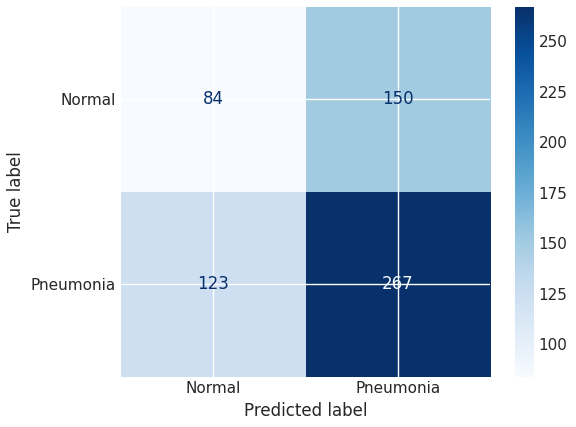 Normal
84
150
Pneumonia
123
267
Normal
Pneumonia
Predicted label
True label
250
225
200
175
150
125
100